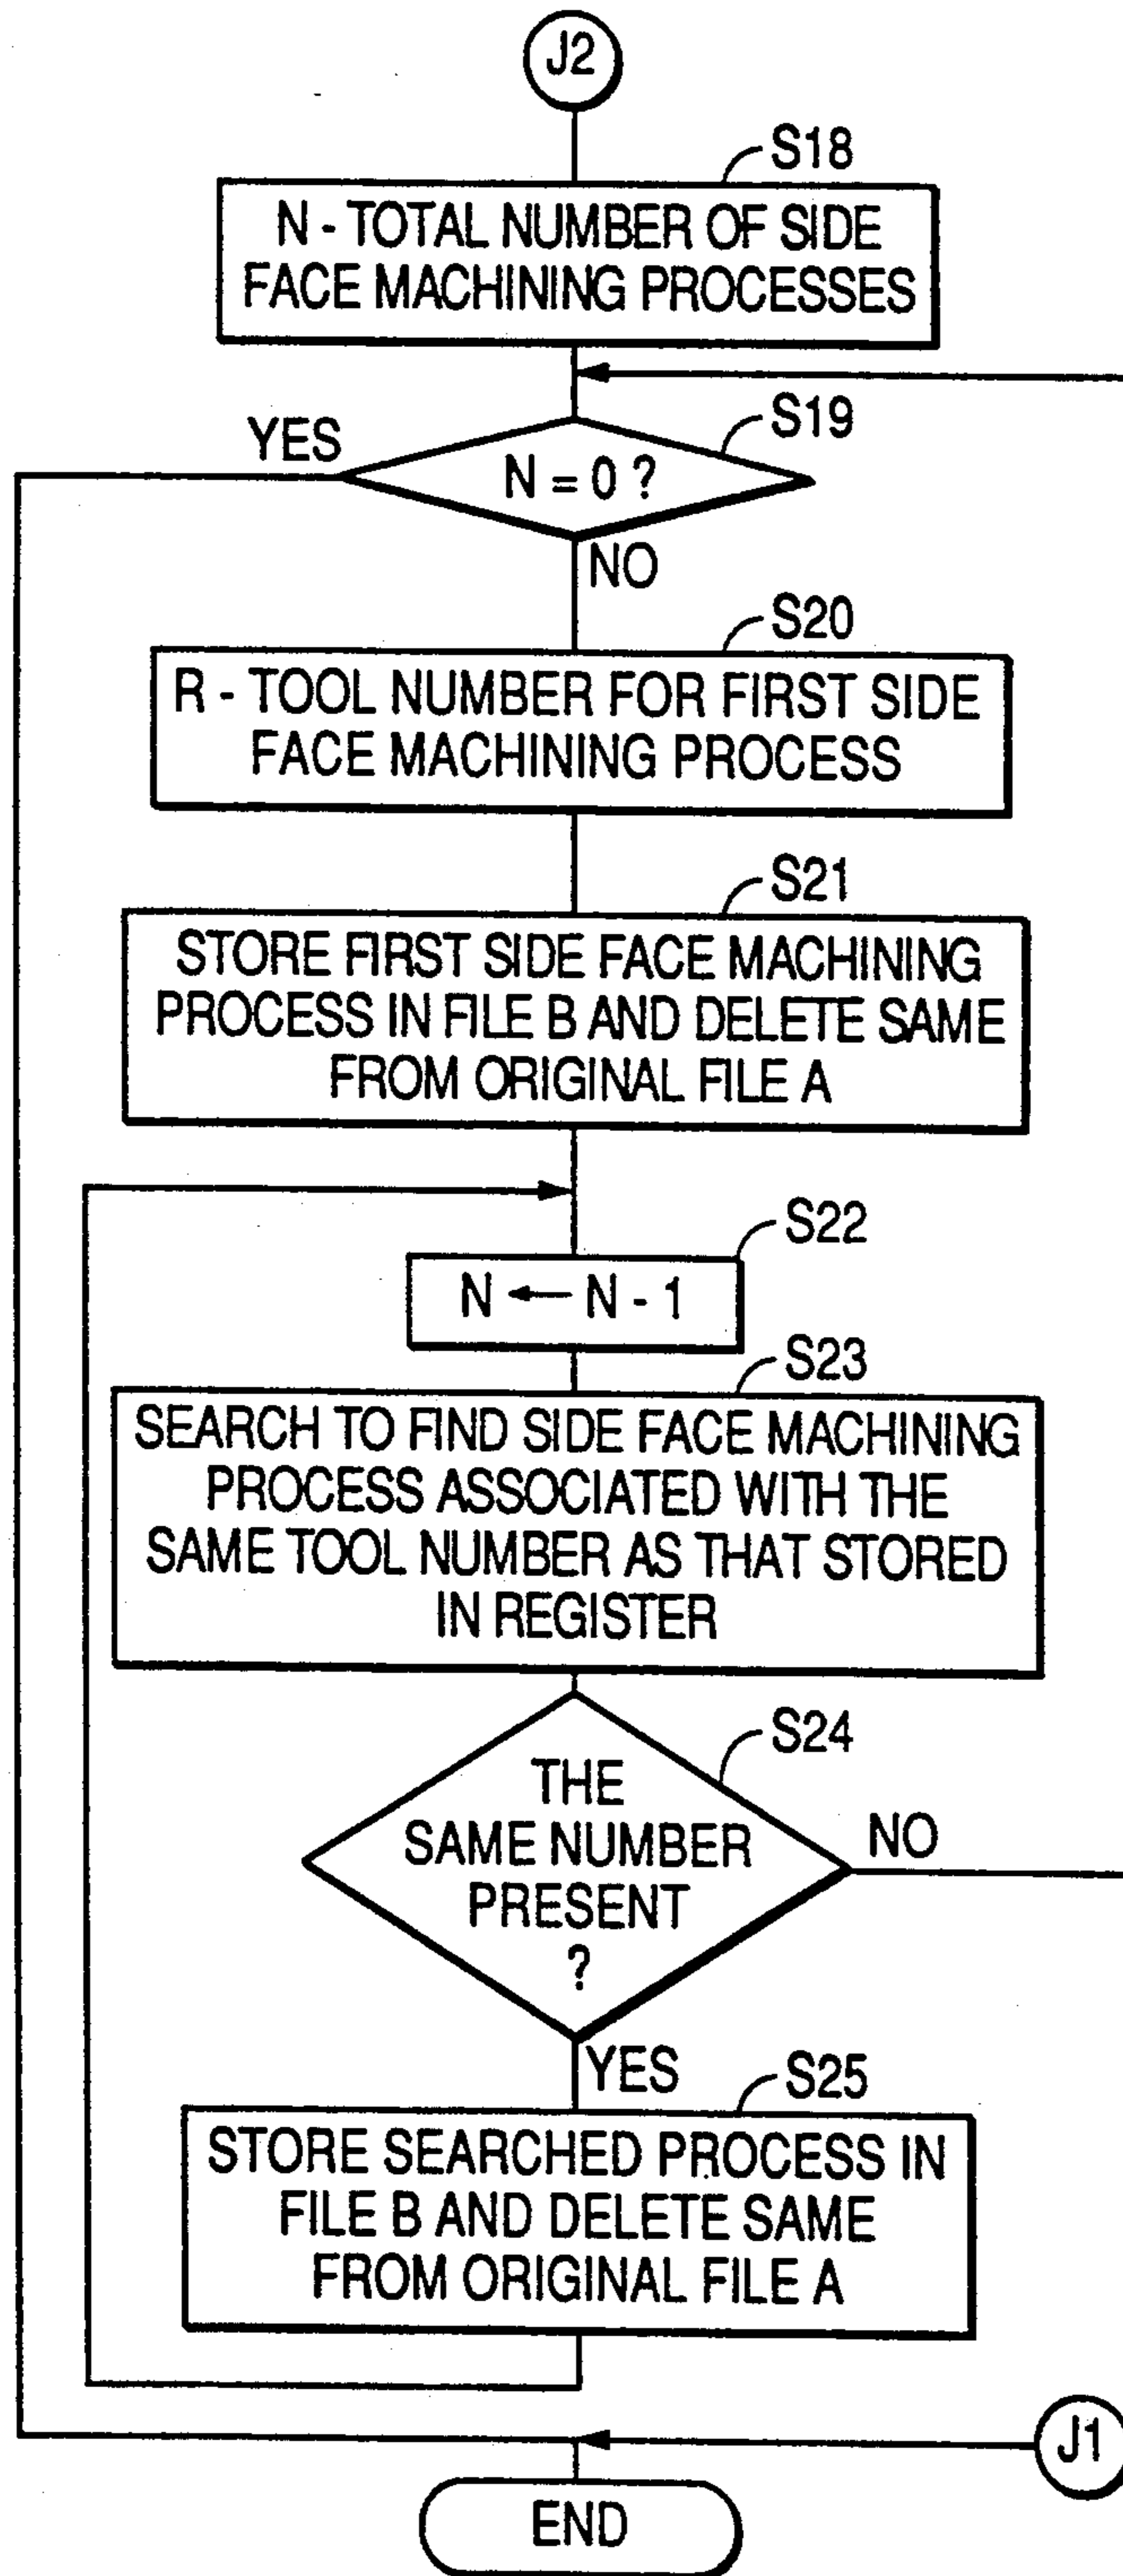 J2
S18
N - TOTAL NUMBER OF SIDE
FACE MACHINING PROCESSES
S19
YES
N = 0 ?
NO
S20
R - TOOL NUMBER FOR FIRST SIDE
FACE MACHINING PROCESS
S21
STORE FIRST SIDE FACE MACHINING
PROCESS IN FILE B AND DELETE SAME
FROM ORIGINAL FILE A
S22
N ← N - 1
S23
SEARCH TO FIND SIDE FACE MACHINING
PROCESS ASSOCIATED WITH THE
SAME TOOL NUMBER AS THAT STORED
IN REGISTER
S24
THE
SAME NUMBER
PRESENT
?
NO
YES
S25
STORE SEARCHED PROCESS IN
FILE B AND DELETE SAME
FROM ORIGINAL FILE A
J1
END